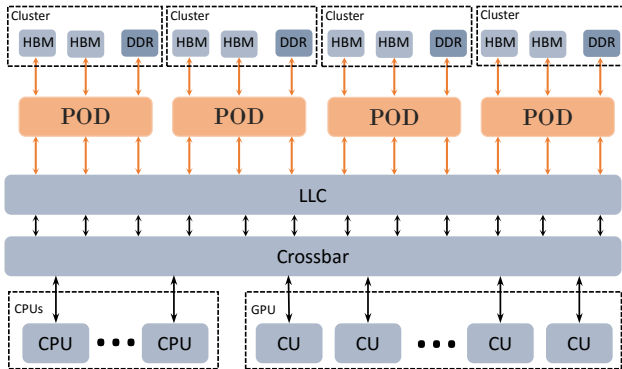 Cluster Cluster Cluster Cluster
HBM HBM DDR HBM HBM DDR HBM HBM DDR HBM HBM DDR
POD POD POD POD
LLC
Crossbar
CPUs GPU
CPU CPU CU CU CU CU